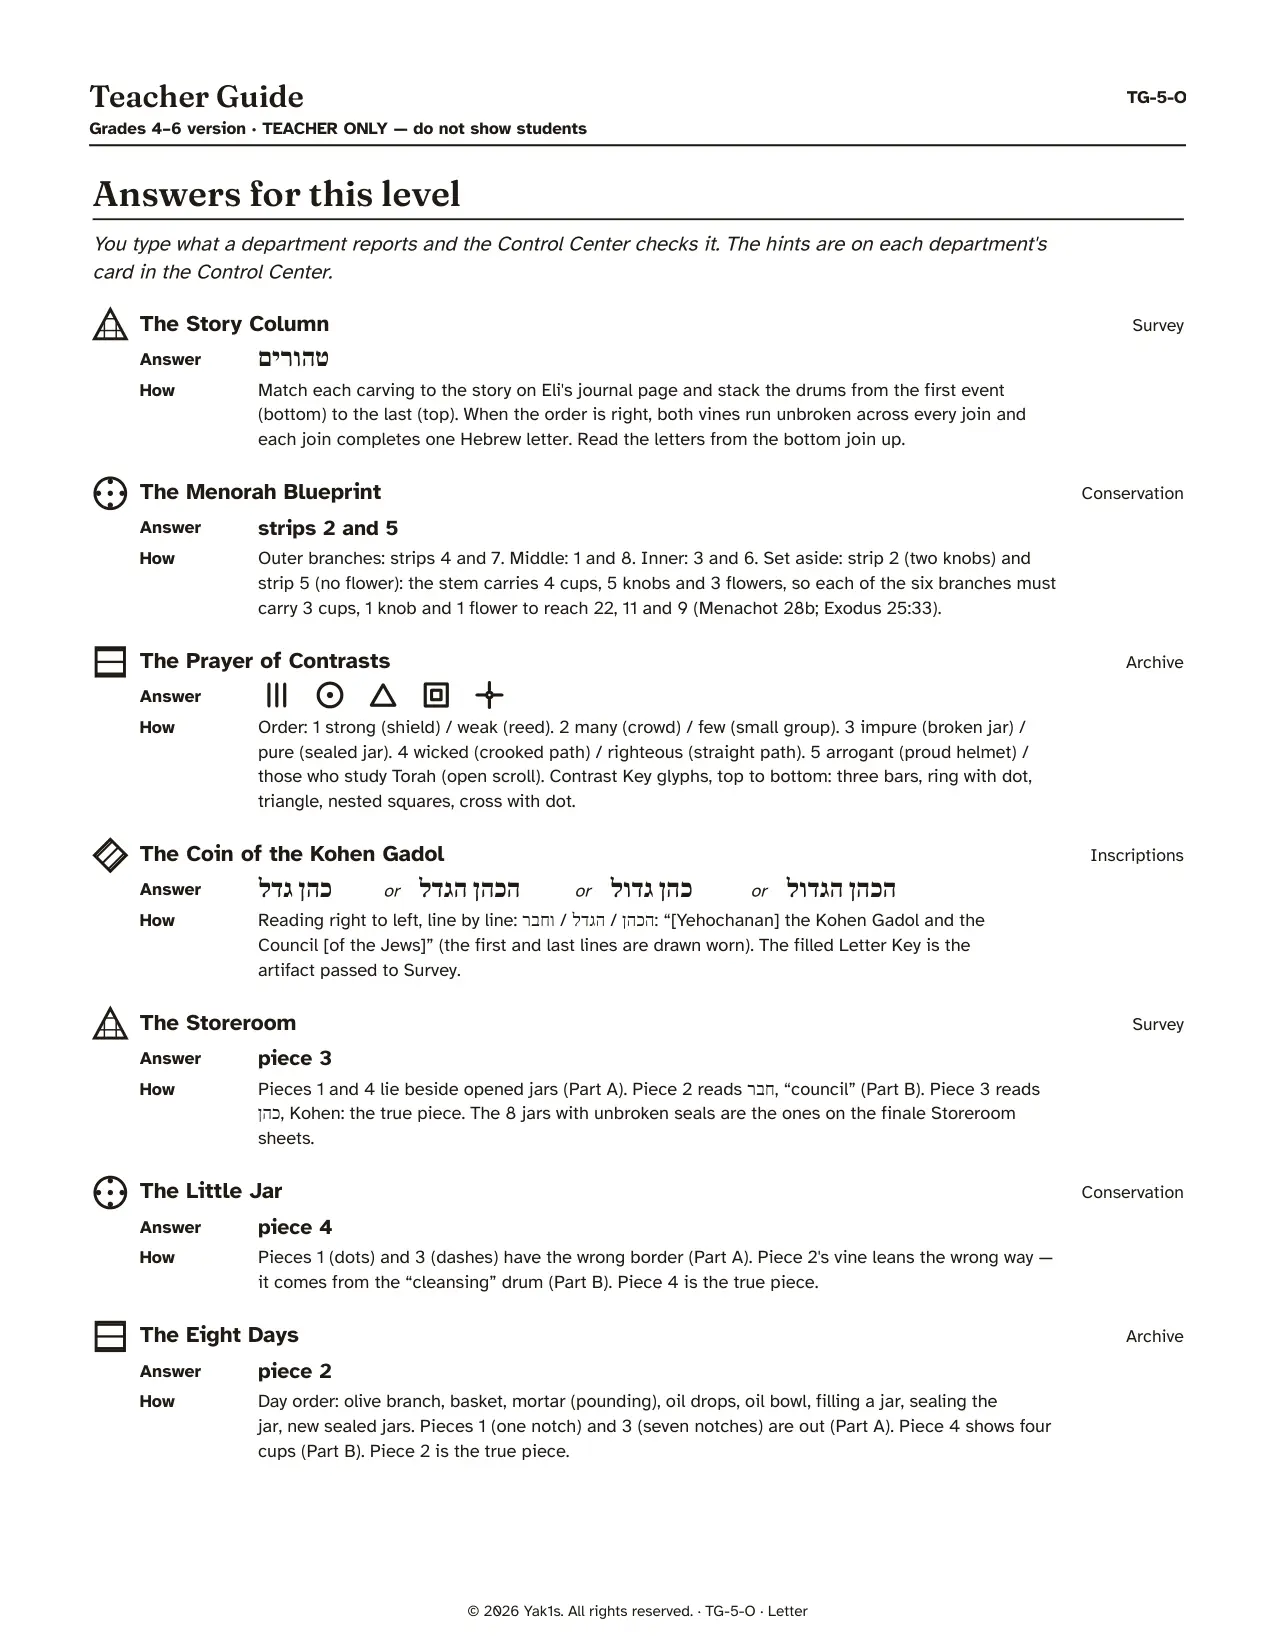 Teacher Guide
TG-5-O
Grades 4–6 version · TEACHER ONLY — do not show students
Answers for this level
You type what a department reports and the Control Center checks it. The hints are on each department's
card in the Control Center.
The Story Column
Survey
Answer טהורים
How Match each carving to the story on Eli's journal page and stack the drums from the first event
(bottom) to the last (top). When the order is right, both vines run unbroken across every join and
each join completes one Hebrew letter. Read the letters from the bottom join up.
The Menorah Blueprint
Conservation
Answer strips 2 and 5
How Outer branches: strips 4 and 7. Middle: 1 and 8. Inner: 3 and 6. Set aside: strip 2 (two knobs) and
strip 5 (no flower): the stem carries 4 cups, 5 knobs and 3 flowers, so each of the six branches must
carry 3 cups, 1 knob and 1 flower to reach 22, 11 and 9 (Menachot 28b; Exodus 25:33).
The Prayer of Contrasts
Archive
Answer
How Order: 1 strong (shield) / weak (reed). 2 many (crowd) / few (small group). 3 impure (broken jar) /
pure (sealed jar). 4 wicked (crooked path) / righteous (straight path). 5 arrogant (proud helmet) /
those who study Torah (open scroll). Contrast Key glyphs, top to bottom: three bars, ring with dot,
triangle, nested squares, cross with dot.
The Coin of the Kohen Gadol
Inscriptions
Answer כהן גדל or הכהן הגדל or כהן גדול or הכהן הגדול
How Reading right to left, line by line: הכהן / הגדל / וחבר: “[Yehochanan] the Kohen Gadol and the
Council [of the Jews]” (the first and last lines are drawn worn). The filled Letter Key is the
artifact passed to Survey.
The Storeroom
Survey
Answer piece 3
How Pieces 1 and 4 lie beside opened jars (Part A). Piece 2 reads חבר, “council” (Part B). Piece 3 reads
כהן, Kohen: the true piece. The 8 jars with unbroken seals are the ones on the finale Storeroom
sheets.
The Little Jar
Conservation
Answer piece 4
How Pieces 1 (dots) and 3 (dashes) have the wrong border (Part A). Piece 2's vine leans the wrong way —
it comes from the “cleansing” drum (Part B). Piece 4 is the true piece.
The Eight Days
Archive
Answer piece 2
How Day order: olive branch, basket, mortar (pounding), oil drops, oil bowl, filling a jar, sealing the
jar, new sealed jars. Pieces 1 (one notch) and 3 (seven notches) are out (Part A). Piece 4 shows four
cups (Part B). Piece 2 is the true piece.
© 2026 Yak1s. All rights reserved. · TG-5-O · Letter